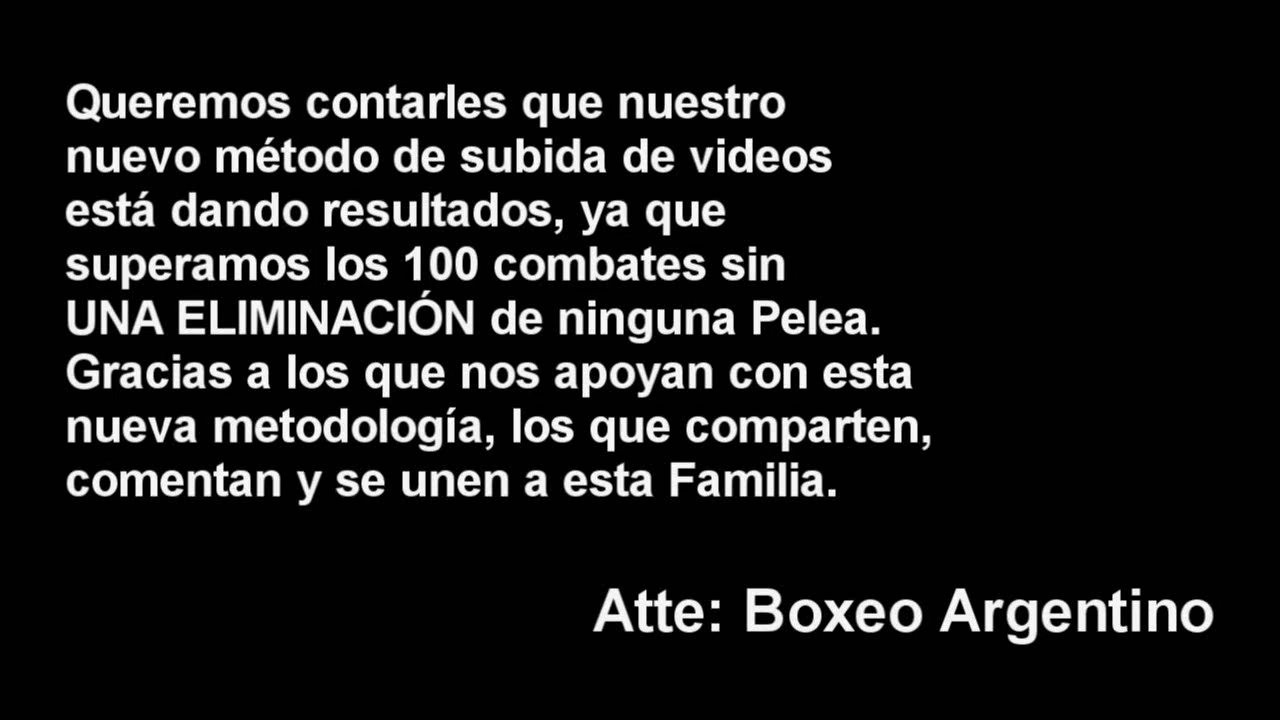 Queremos contarles que nuestro
nuevo método de subida de videos
está dando resultados, ya que
superamos los 100 combates sin
UNA ELIMINACIÓN de ninguna Pelea.
Gracias a los que nos apoyan con esta
nueva metodología, los que comparten,
comentan y se unen a esta Familia.
Atte: Boxeo Argentino